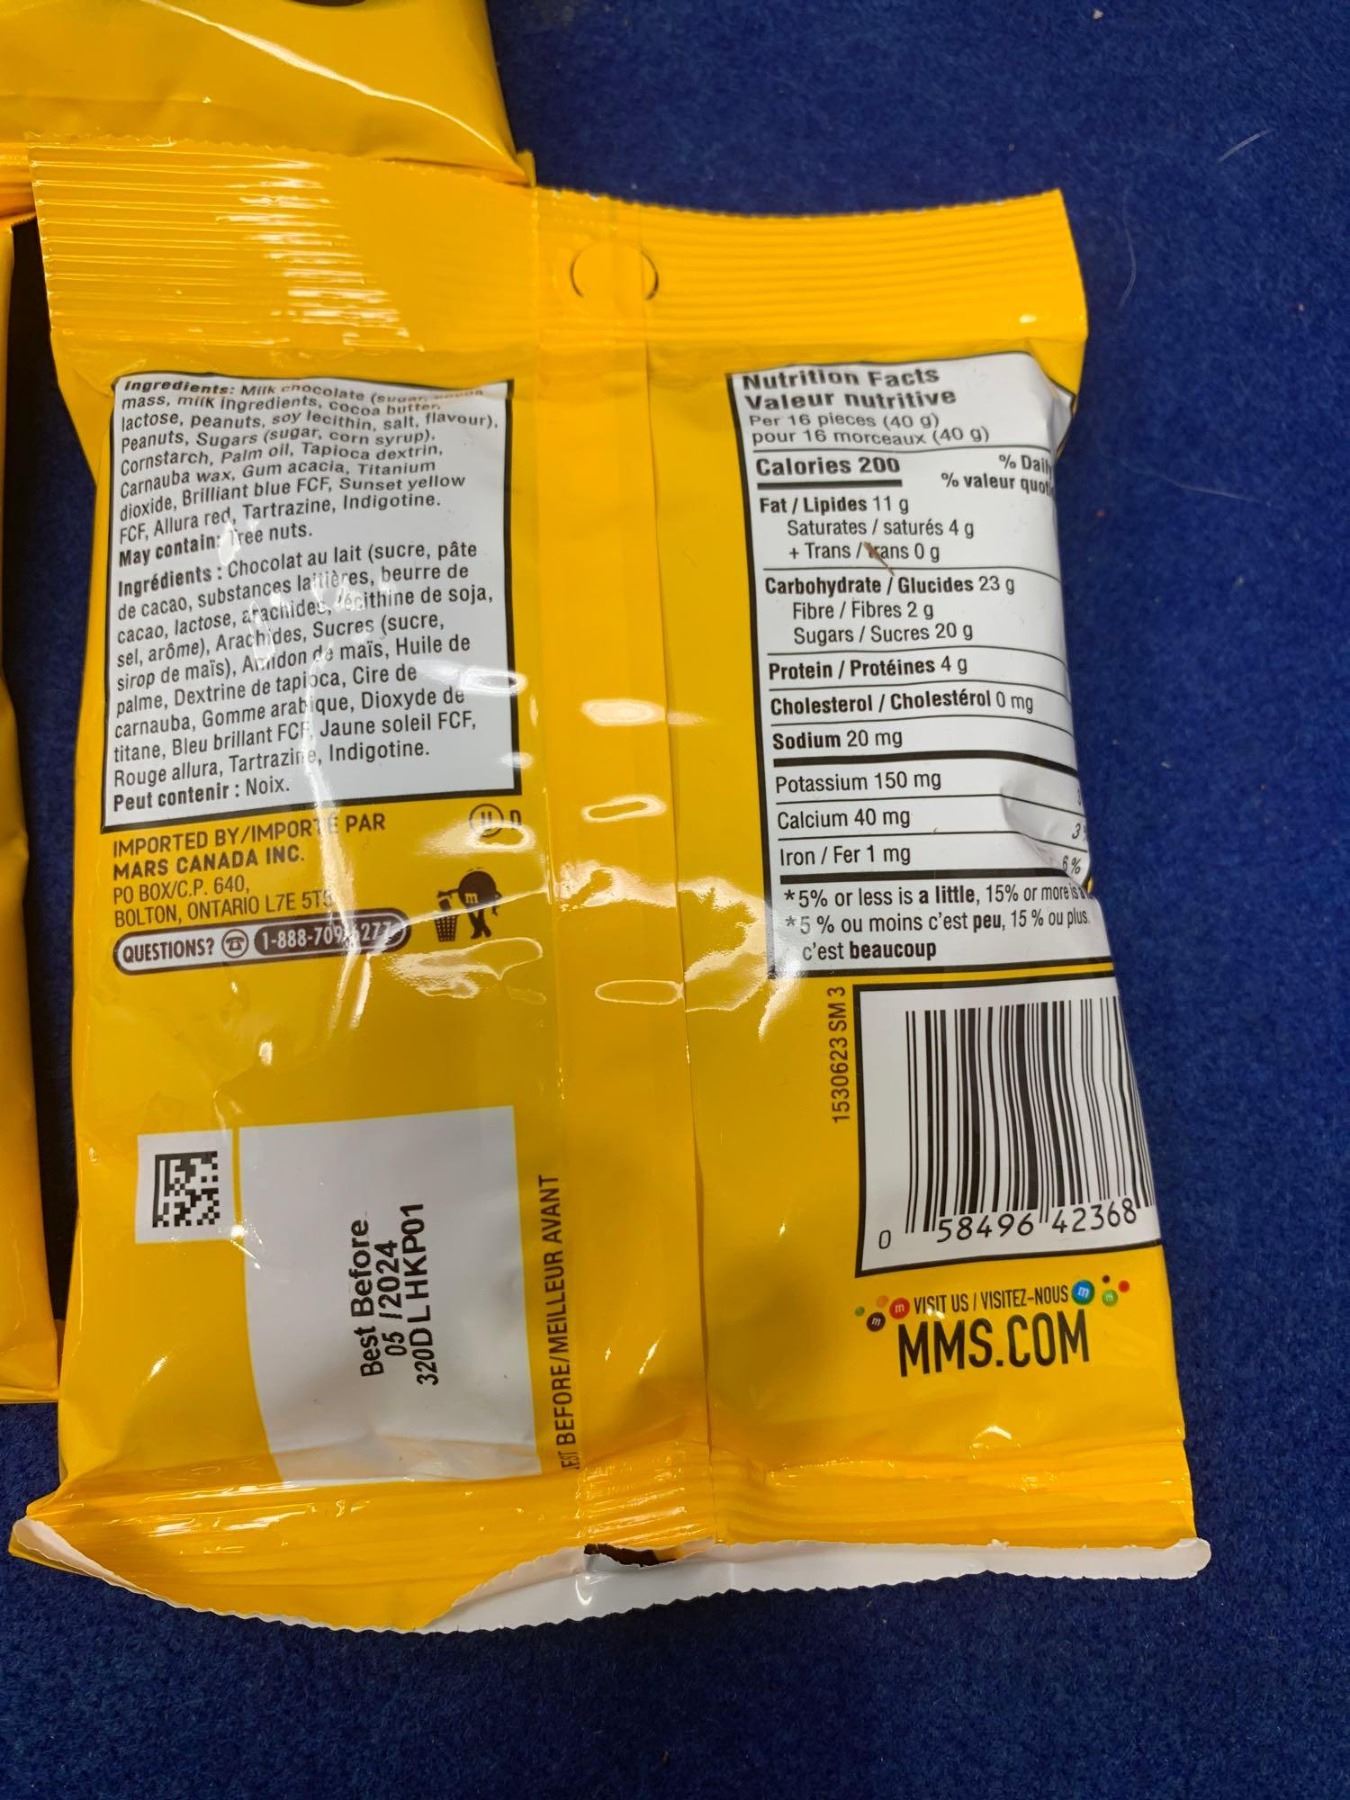 Ingredients: Milk chocolate (sugar, cocoa
mass, milk ingredients, cocoa butter,
lactose, peanuts, soy lecithin, salt, flavour),
Peanuts, Sugars (sugar, corn syrup),
Cornstarch, Palm oil, Tapioca dextrin,
Carnauba wax, Gum acacia, Titanium
dioxide, Brilliant blue FCF, Sunset yellow
FCF, Allura red, Tartrazine, Indigotine.
May contain: Tree nuts.
Ingrédients : Chocolat au lait (sucre, pâte
de cacao, substances laitières, beurre de
cacao, lactose, arachides, lécithine de soja,
sel, arôme), Arachides, Sucres (sucre,
sirop de maïs), Amidon de maïs, Huile de
palme, Dextrine de tapioca, Cire de
carnauba, Gomme arabique, Dioxyde de
titane, Bleu brillant FCF, Jaune soleil FCF,
Rouge allura, Tartrazine, Indigotine.
Peut contenir : Noix.
IMPORTED BY/IMPORTÉ PAR
MARS CANADA INC.
PO BOX/C.P. 640,
BOLTON, ONTARIO L7E
U D
QUESTIONS?
Best Before
05 /2024
320DLHKP01
BEFORE/MEILLEUR AVANT
Nutrition Facts
Valeur nutritive
Per 16 pieces (40 g)
pour 16 morceaux (40 g)
Calories 200
% Daily
% valeur
Fat / Lipides 11 g
Saturates / saturés 4 g
+ Trans / trans 0 g
Carbohydrate / Glucides 23 g
Fibre / Fibres 2 g
Sugars / Sucres 20 g
Protein / Protéines 4 g
Cholesterol / Cholestérol 0 mg
Sodium 20 mg
Potassium 150 mg
Calcium 40 mg
Iron / Fer 1 mg 6 %
*5% or less is a little, 15% or more is
*5 % ou moins c'est peu, 15 % ou plus
c'est beaucoup
1530623 SM 3
0 58496 42368
VISIT US / VISITEZ-NOUS
MMS.COM